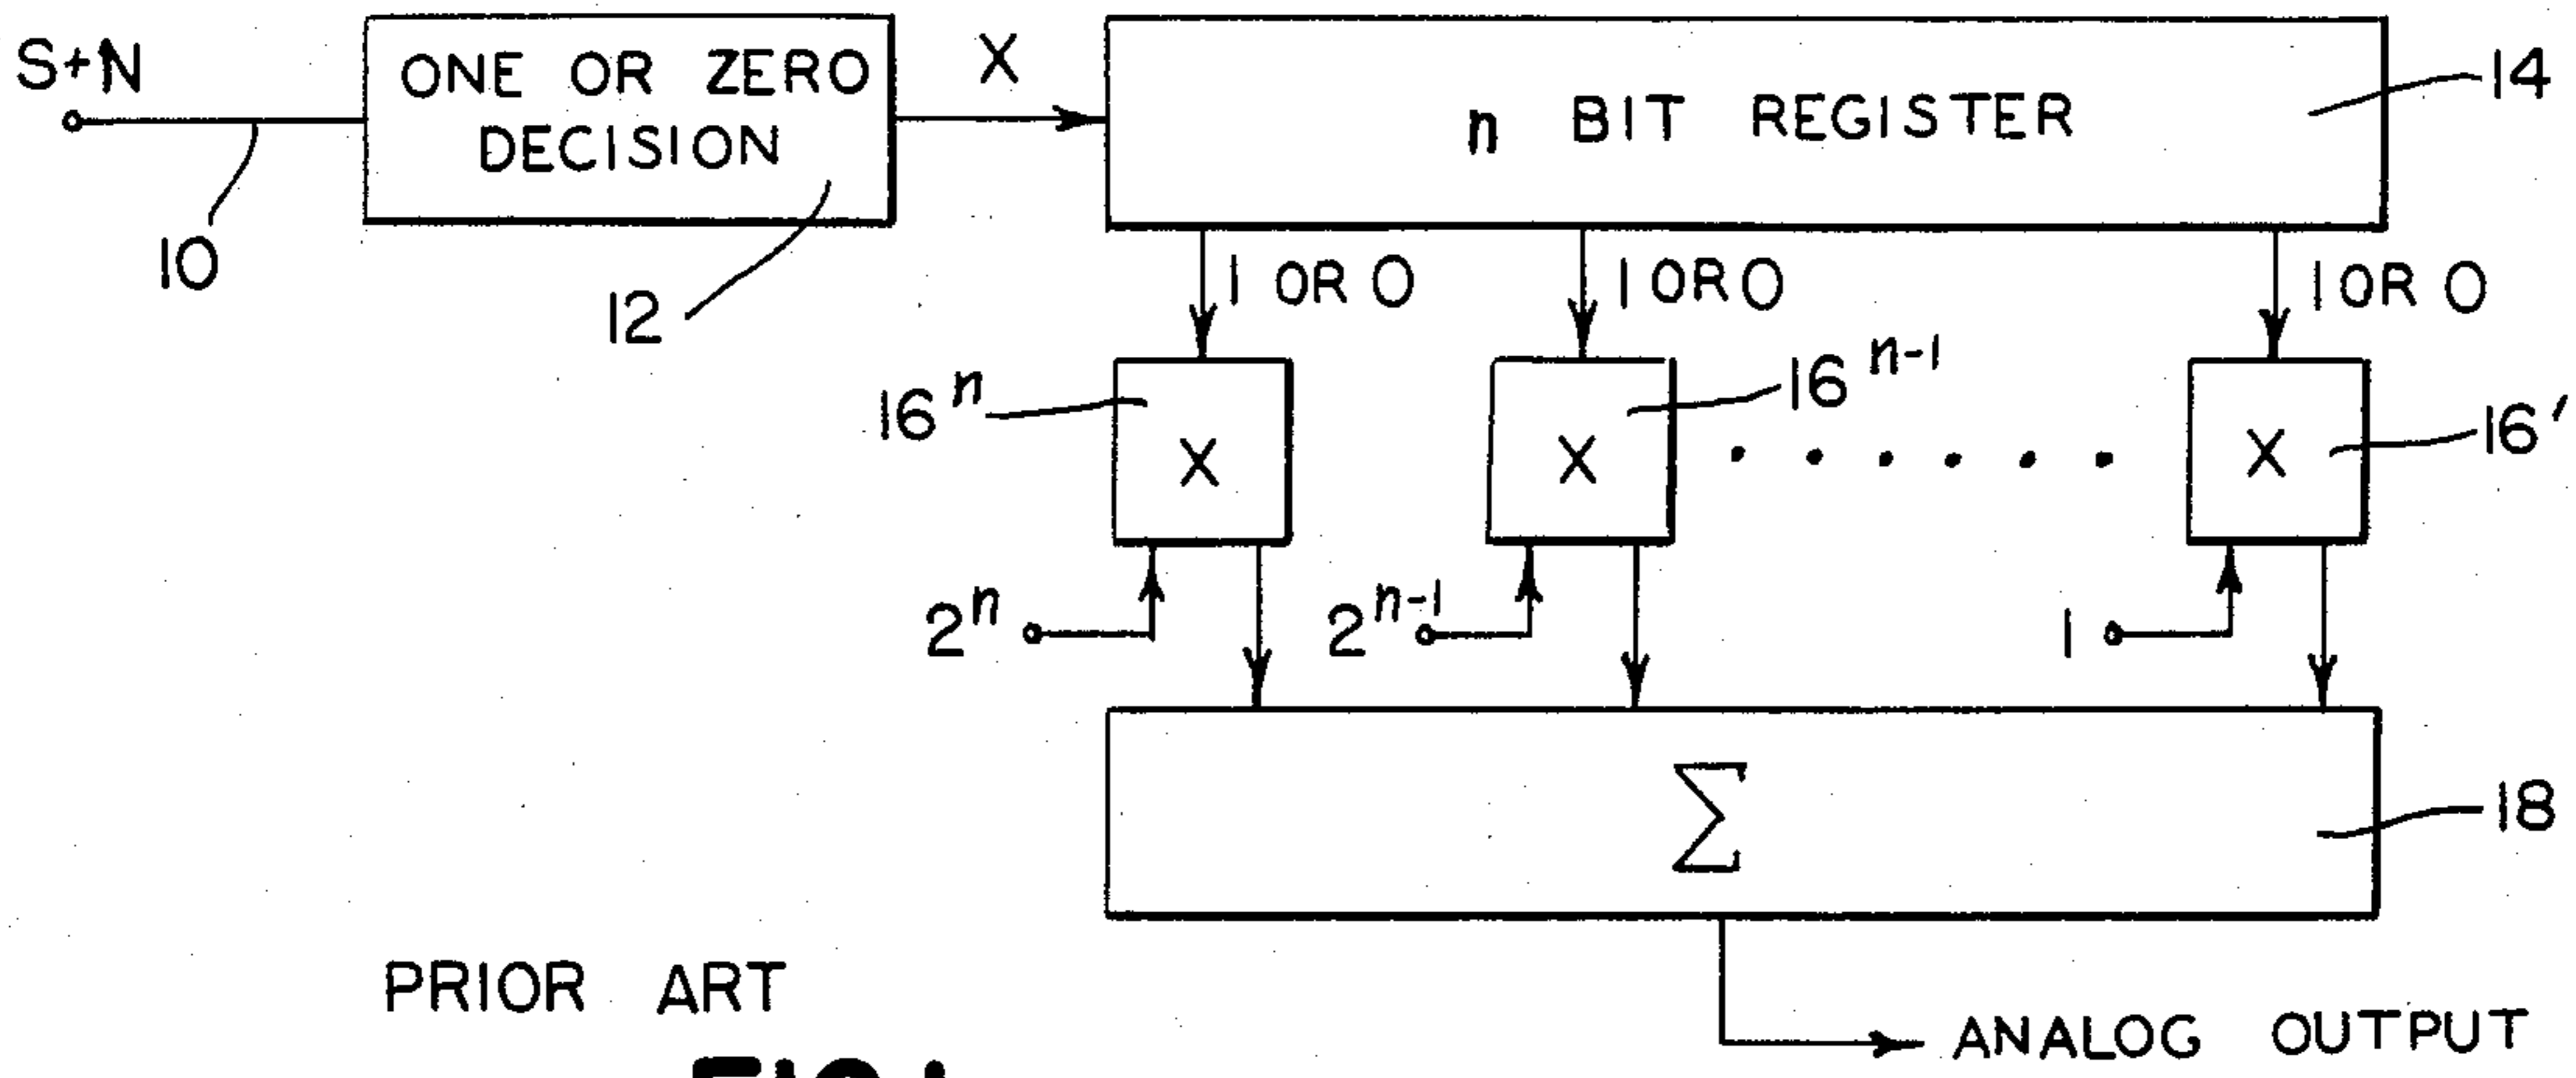 S+N
ONE OR ZERO
DECISION
X
n BIT REGISTER
14
10
12
1 OR 0
1 OR 0
1 OR 0
16ⁿ
X
16ⁿ⁻¹
X
. . . . . .
16′
X
2ⁿ
2ⁿ⁻¹
1
Σ
18
PRIOR ART
ANALOG OUTPUT